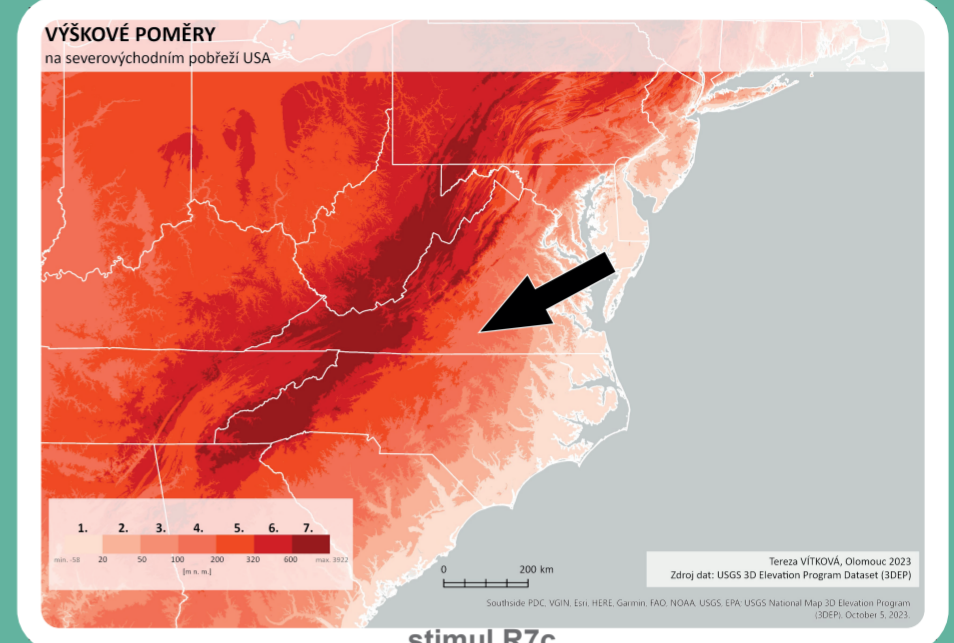 VÝŠKOVÉ POMĚRY
na severovýchodním pobřeží USA
1. 2. 3. 4. 5. 6. 7.
min. -58 20 50 100 200 320 600 max. 3922
[m n. m.]
0 200 km
Tereza VÍTKOVÁ, Olomouc 2023
Zdroj dat: USGS 3D Elevation Program Dataset (3DEP)
Southside PDC, VGIN, Esri, HERE, Garmin, FAO, NOAA, USGS, EPA; USGS National Map 3D Elevation Program
(3DEP), October 5, 2023.
stimul R7c